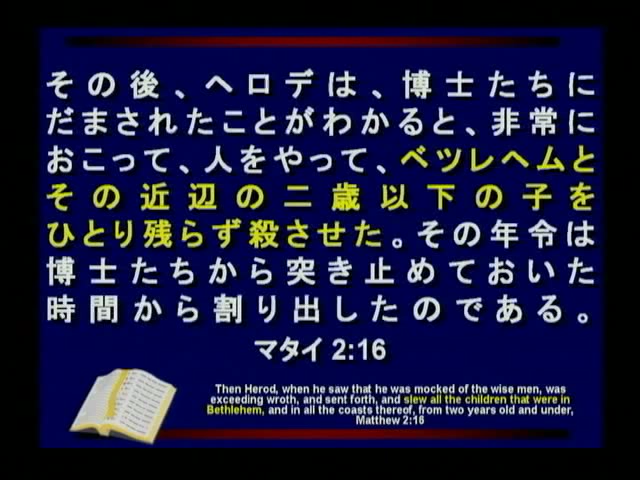 その後、ヘロデは、博士たちに
だまされたことがわかると、非常に
おこって、人をやって、ベツレヘムと
その近辺の二歳以下の子を
ひとり残らず殺させた。その年令は
博士たちから突き止めておいた
時間から割り出したのである。
マタイ 2:16
Then Herod, when he saw that he was mocked of the wise men, was
exceeding wroth, and sent forth, and slew all the children that were in
Bethlehem, and in all the coasts thereof, from two years old and under,
Matthew 2:16